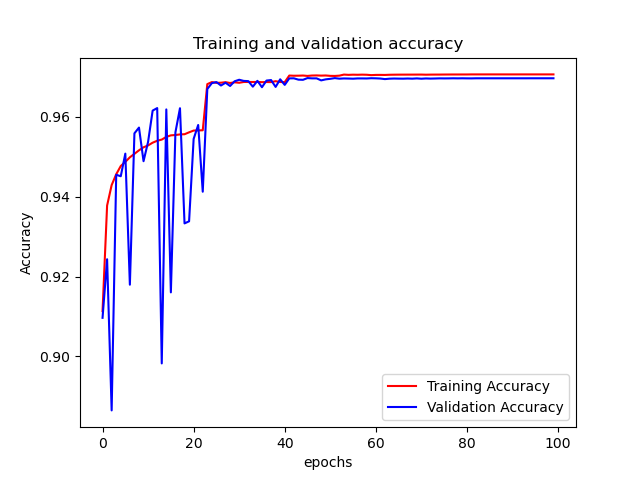 Training and validation accuracy
0.96
0.94
0.92
0.90
Accuracy
Training Accuracy
Validation Accuracy
0 20 40 60 80 100
epochs